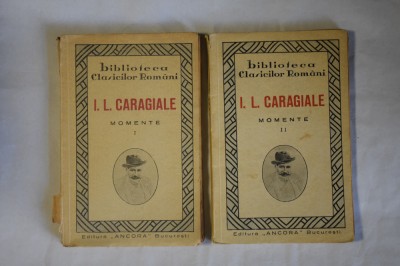 biblioteca
Clasicilor Români
I. L. CARAGIALE
MOMENTE
I
Editura „ANCORA" Bucureşti
biblioteca
Clasicilor Români
I. L. CARAGIALE
MOMENTE
II
Editura „ANCORA" Bucureşti